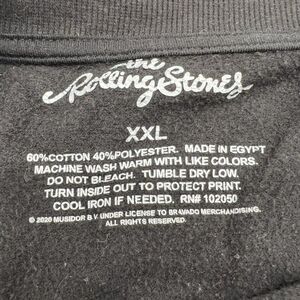 the
Rolling Stones
XXL
60%COTTON 40%POLYESTER. MADE IN EGYPT
MACHINE WASH WARM WITH LIKE COLORS.
DO NOT BLEACH. TUMBLE DRY LOW.
TURN INSIDE OUT TO PROTECT PRINT.
COOL IRON IF NEEDED. RN# 102050
© 2020 MUSIDOR B.V. UNDER LICENSE TO BRAVADO MERCHANDISING.
ALL RIGHTS RESERVED.